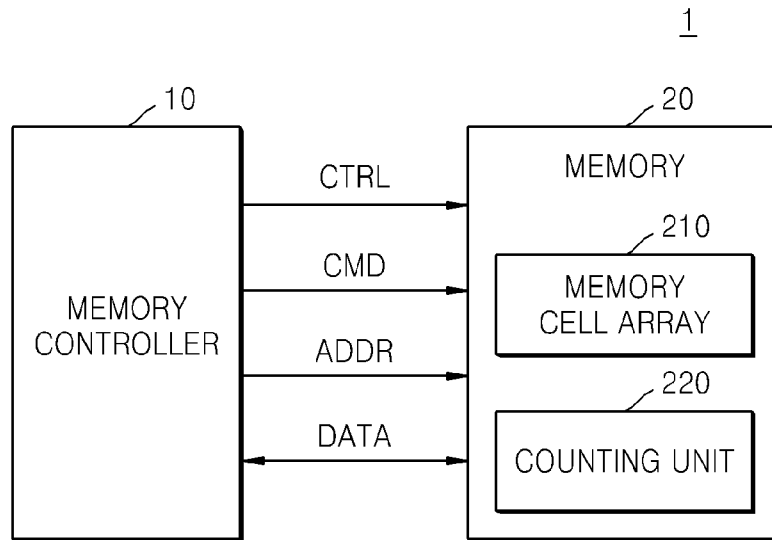 1
10
20
MEMORY
CONTROLLER
CTRL
CMD
ADDR
DATA
MEMORY
210
MEMORY
CELL ARRAY
220
COUNTING UNIT